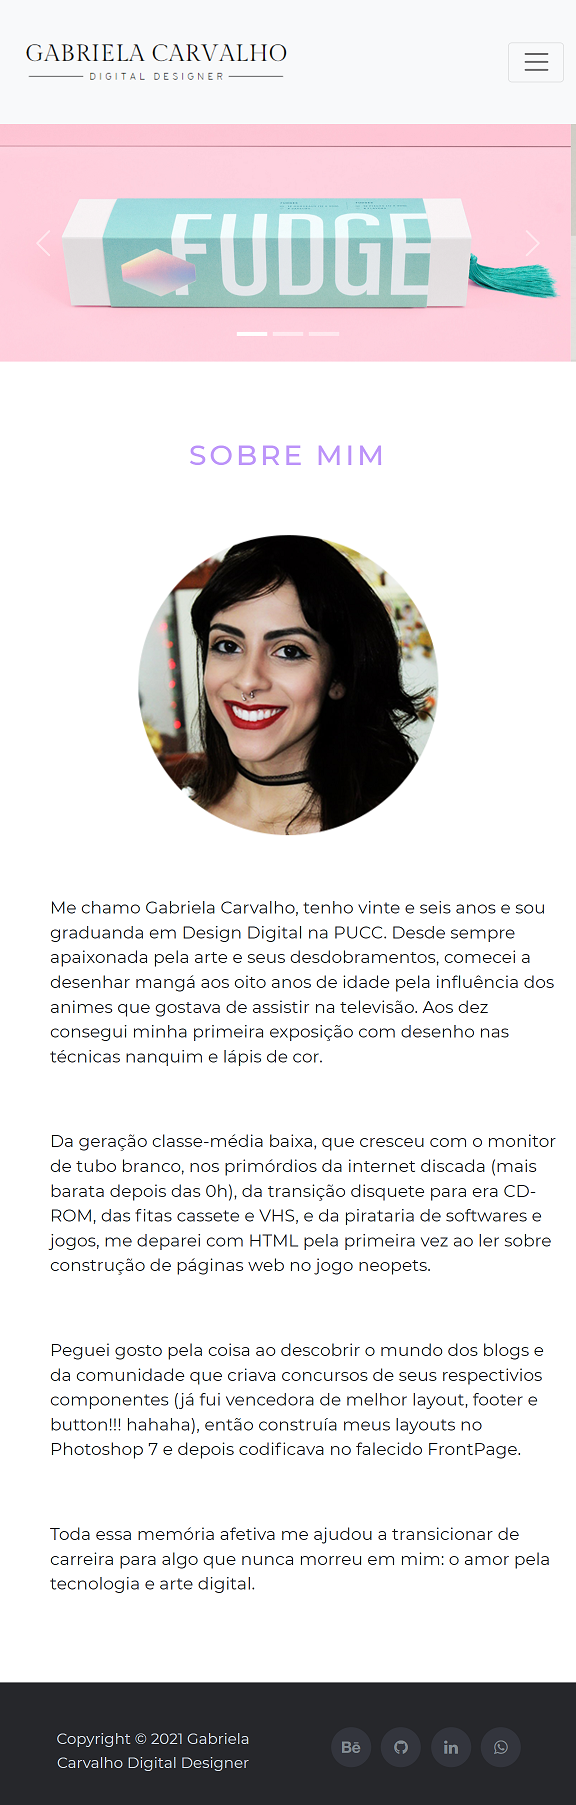 GABRIELA CARVALHO
DIGITAL DESIGNER
FUDGE
SOBRE MIM
Me chamo Gabriela Carvalho, tenho vinte e seis anos e sou
graduanda em Design Digital na PUCC. Desde sempre
apaixonada pela arte e seus desdobramentos, comecei a
desenhar mangá aos oito anos de idade pela influência dos
animes que gostava de assistir na televisão. Aos dez
consegui minha primeira exposição com desenho nas
técnicas nanquim e lápis de cor.
Da geração classe-média baixa, que cresceu com o monitor
de tubo branco, nos primórdios da internet discada (mais
barata depois das 0h), da transição disquete para era CD-
ROM, das fitas cassete e VHS, e da pirataria de softwares e
jogos, me deparei com HTML pela primeira vez ao ler sobre
construção de páginas web no jogo neopets.
Peguei gosto pela coisa ao descobrir o mundo dos blogs e
da comunidade que criava concursos de seus respectivios
componentes (já fui vencedora de melhor layout, footer e
button!!! hahaha), então construía meus layouts no
Photoshop 7 e depois codificava no falecido FrontPage.
Toda essa memória afetiva me ajudou a transicionar de
carreira para algo que nunca morreu em mim: o amor pela
tecnologia e arte digital.
Copyright © 2021 Gabriela
Carvalho Digital Designer
Bē
in